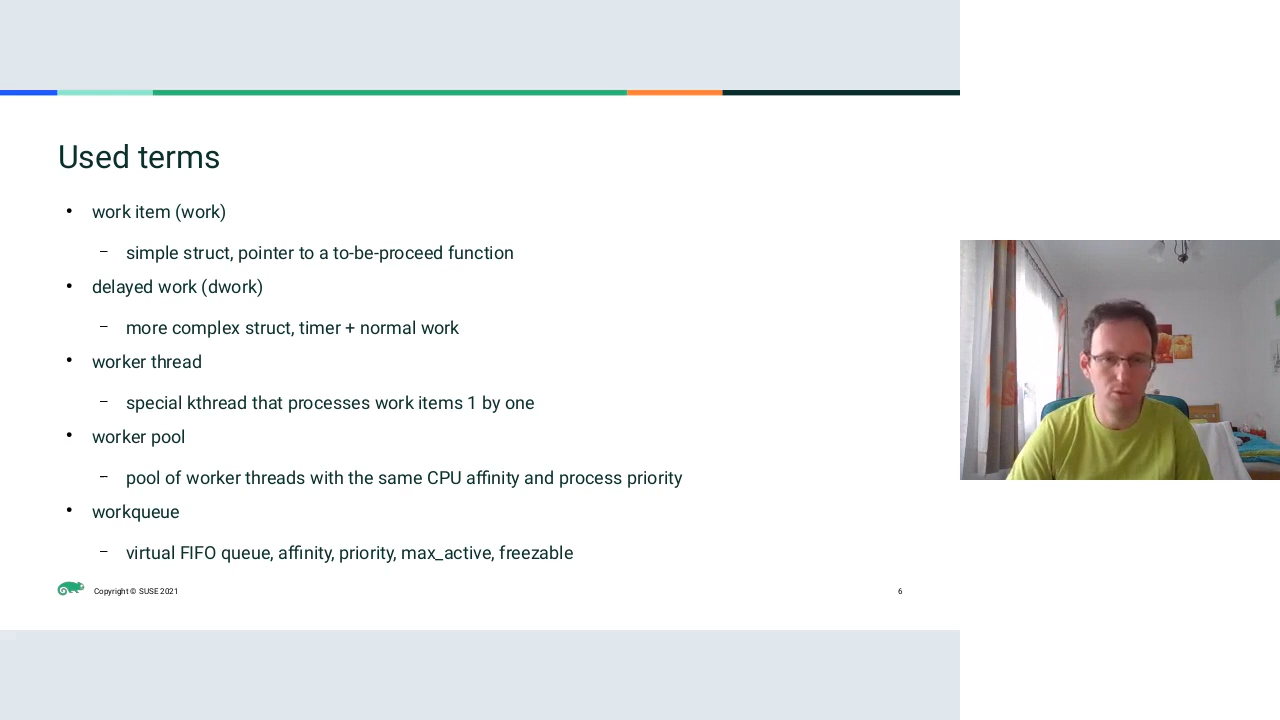 Used terms
• work item (work)
– simple struct, pointer to a to-be-proceed function
• delayed work (dwork)
– more complex struct, timer + normal work
• worker thread
– special kthread that processes work items 1 by one
• worker pool
– pool of worker threads with the same CPU affinity and process priority
• workqueue
– virtual FIFO queue, affinity, priority, max_active, freezable
Copyright © SUSE 2021
6